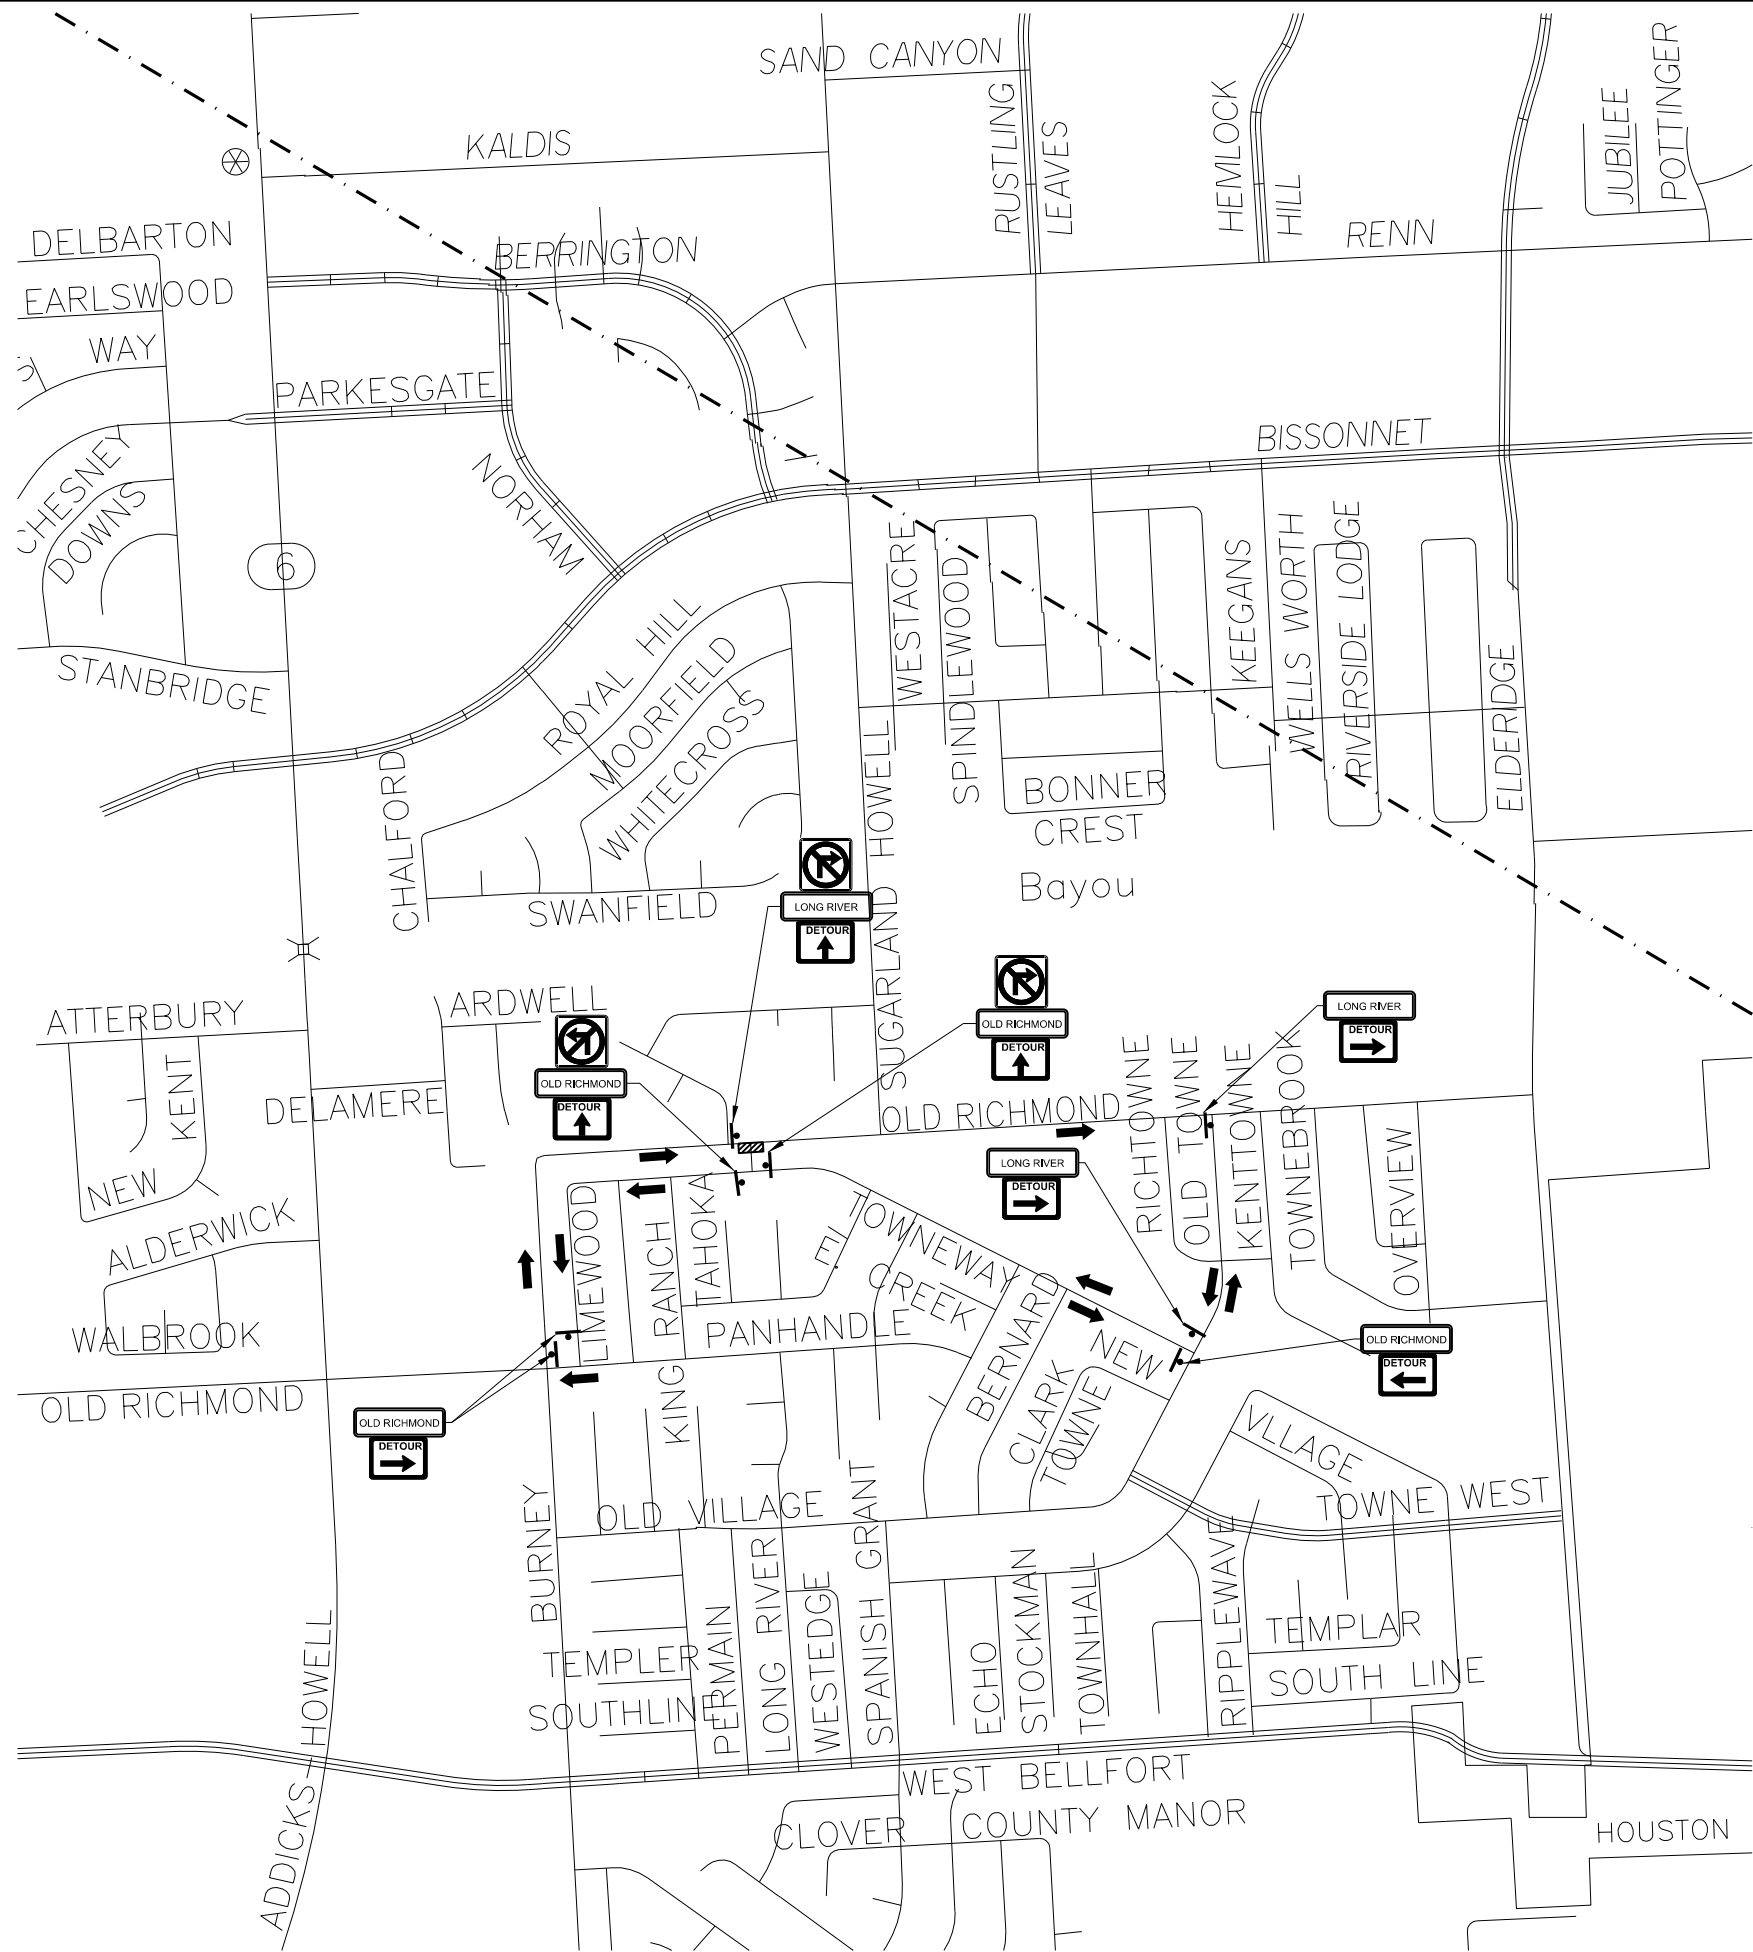 SAND CANYON
KALDIS
RUSTLING
LEAVES
HEMLOCK
HILL
JUBILEE
POTTINGER
DELBARTON
BERRINGTON
RENN
EARLSWOOD
WAY
PARKESGATE
BISSONNET
CHESNEY
DOWNS
NORHAM
6
STANBRIDGE
ROYAL HILL
MOORFIELD
WHITECROSS
WESTACRE
SPINDLEWOOD
KEEGANS
WELLS WORTH
RIVERSIDE LODGE
ELDERIDGE
CHALFORD
SUGARLAND HOWELL
BONNER
CREST
Bayou
SWANFIELD
LONG RIVER
DETOUR
ATTERBURY
ARDWELL
KENT
NEW
DELAMERE
OLD RICHMOND
DETOUR
OLD RICHMOND
DETOUR
LONG RIVER
DETOUR
OLD RICHMOND
RICHTOWNE
OLD TOWNE
KENTTOWNE
TOWNEBROOK
OVERVIEW
LONG RIVER
DETOUR
ALDERWICK
WALBROOK
LIMEWOOD
KING RANCH
TAHOKA
EL
TOWNEWAY
CREEK
PANHANDLE
BERNARD
CLARK
TOWNE
NEW
OLD RICHMOND
DETOUR
OLD RICHMOND
OLD RICHMOND
DETOUR
VLLAGE
TOWNE WEST
BURNEY
OLD VILLAGE
TEMPLER
SOUTHLINE
PERMAIN
LONG RIVER
WESTEDGE
SPANISH GRANT
ECHO
STOCKMAN
TOWNHALL
RIPPLEWAVE
TEMPLAR
SOUTH LINE
ADDICKS-HOWELL
WEST BELLFORT
CLOVER
COUNTY MANOR
HOUSTON